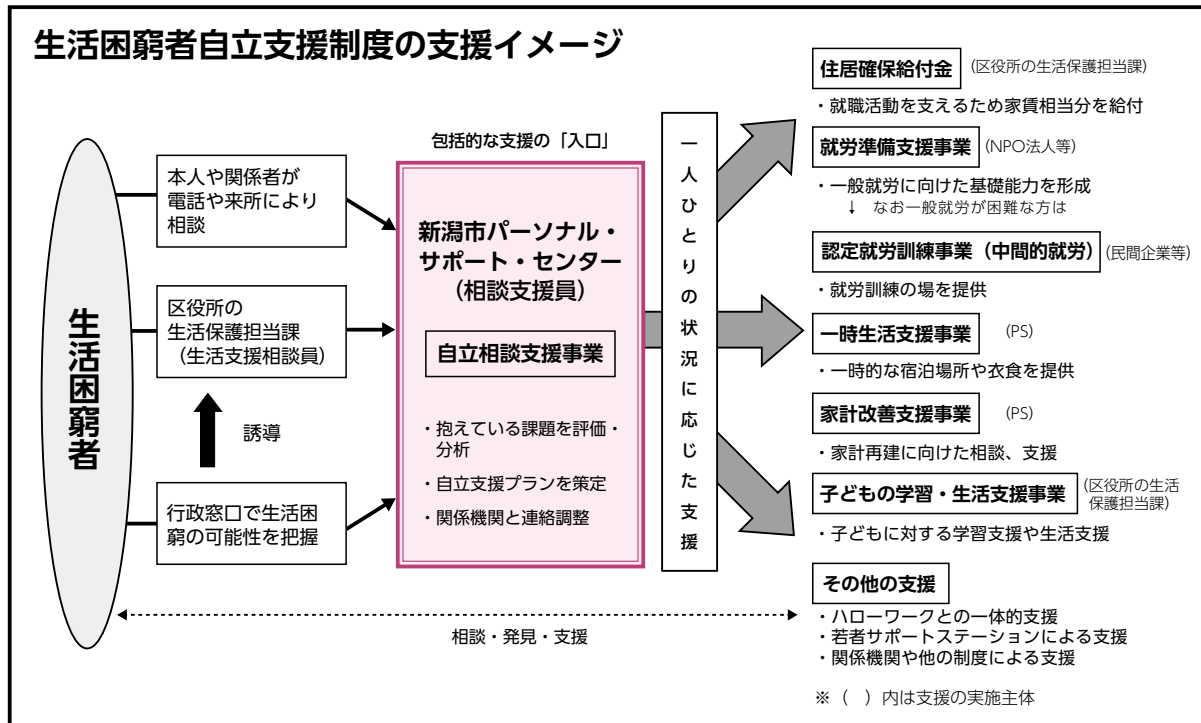 生活困窮者自立支援制度の支援イメージ
生活困窮者
本人や関係者が
電話や来所により
相談
区役所の
生活保護担当課
(生活支援相談員)
誘導
行政窓口で生活困
窮の可能性を把握
包括的な支援の「入口」
新潟市パーソナル・
サポート・センター
(相談支援員)
自立相談支援事業
・抱えている課題を評価・
分析
・自立支援プランを策定
・関係機関と連絡調整
一人ひとりの状況に応じた支援
住居確保給付金 (区役所の生活保護担当課)
・就職活動を支えるため家賃相当分を給付
就労準備支援事業 (NPO法人等)
・一般就労に向けた基礎能力を形成
↓ なお一般就労が困難な方は
認定就労訓練事業(中間的就労) (民間企業等)
・就労訓練の場を提供
一時生活支援事業 (PS)
・一時的な宿泊場所や衣食を提供
家計改善支援事業 (PS)
・家計再建に向けた相談、支援
子どもの学習・生活支援事業 (区役所の生活
保護担当課)
・子どもに対する学習支援や生活支援
その他の支援
・ハローワークとの一体的支援
・若者サポートステーションによる支援
・関係機関や他の制度による支援
相談・発見・支援
※( )内は支援の実施主体